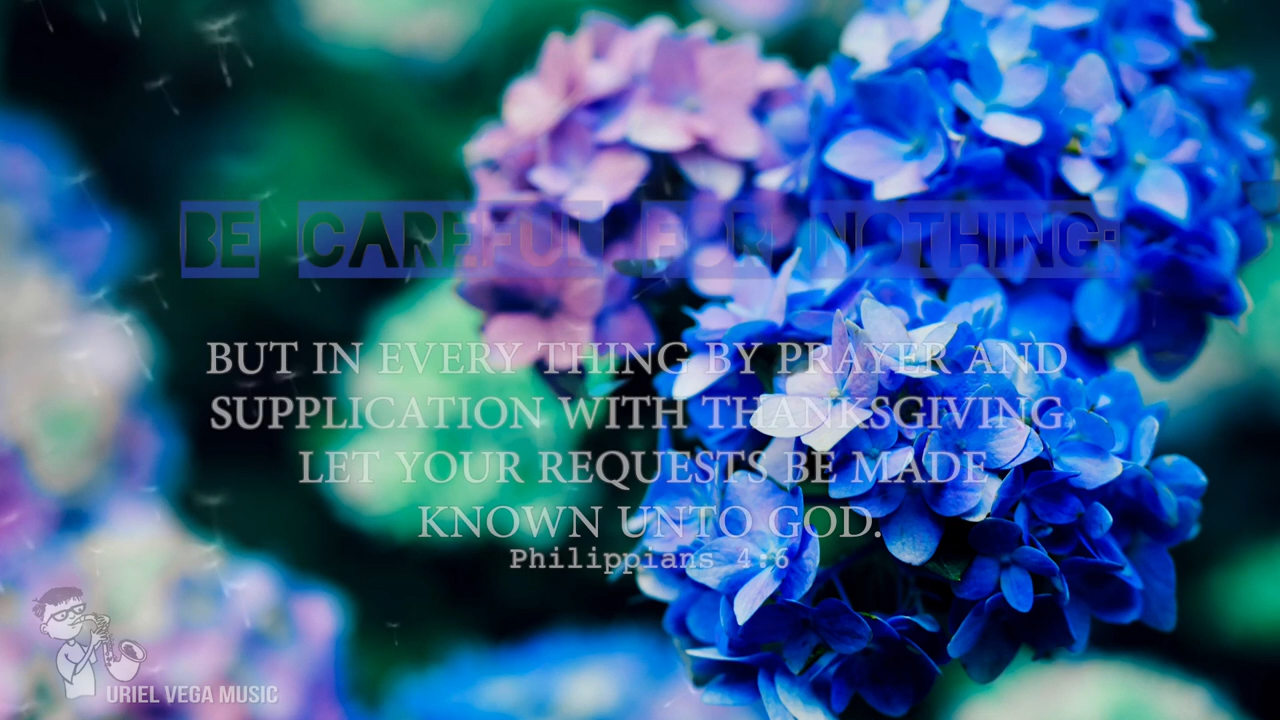 BE CAREFUL FOR NOTHING:
BUT IN EVERY THING BY PRAYER AND
SUPPLICATION WITH THANKSGIVING
LET YOUR REQUESTS BE MADE
KNOWN UNTO GOD.
Philippians 4:6
URIEL VEGA MUSIC